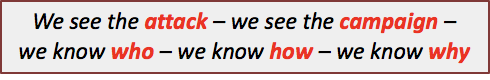 We see the attack – we see the campaign –
we know who – we know how – we know why